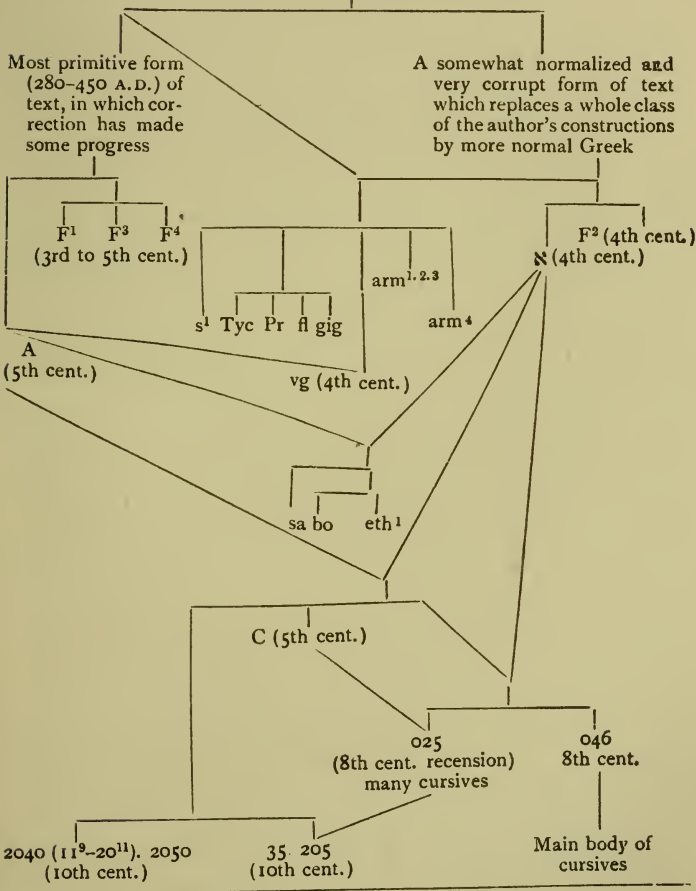 Most primitive form
(280–450 A.D.) of
text, in which cor-
rection has made
some progress
A somewhat normalized and
very corrupt form of text
which replaces a whole class
of the author's constructions
by more normal Greek
F¹ F³ F⁴
(3rd to 5th cent.)
F² (4th cent.)
א (4th cent.)
arm¹·²·³
s¹ Tyc Pr fl gig
arm⁴
A
(5th cent.)
vg (4th cent.)
sa bo eth¹
C (5th cent.)
025
(8th cent. recension)
many cursives
046
8th cent.
2040 (11⁹–20¹¹). 2050
(10th cent.)
35 205
(10th cent.)
Main body of
cursives